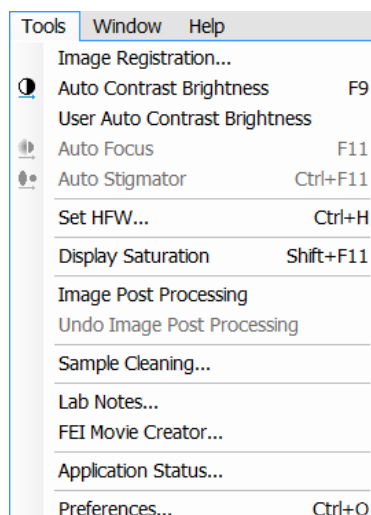 Tools Window Help
Image Registration...
Auto Contrast Brightness F9
User Auto Contrast Brightness
Auto Focus F11
Auto Stigmator Ctrl+F11
Set HFW... Ctrl+H
Display Saturation Shift+F11
Image Post Processing
Undo Image Post Processing
Sample Cleaning...
Lab Notes...
FEI Movie Creator...
Application Status...
Preferences... Ctrl+O